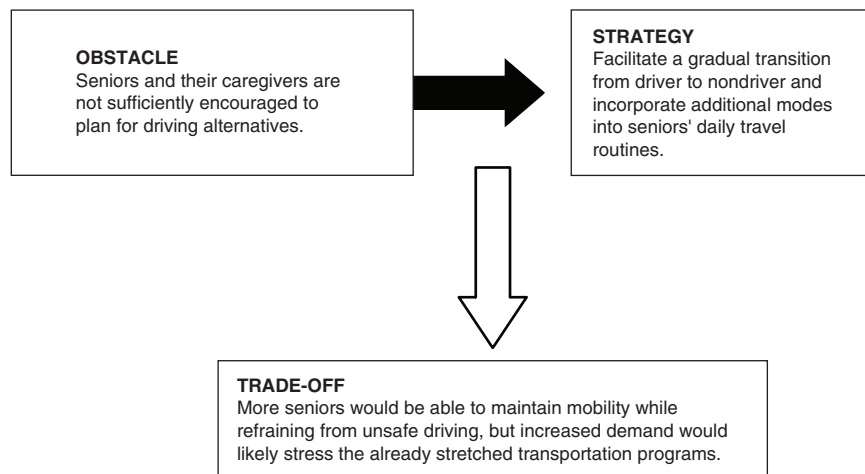 OBSTACLE
Seniors and their caregivers are
not sufficiently encouraged to
plan for driving alternatives.
STRATEGY
Facilitate a gradual transition
from driver to nondriver and
incorporate additional modes
into seniors' daily travel
routines.
TRADE-OFF
More seniors would be able to maintain mobility while
refraining from unsafe driving, but increased demand would
likely stress the already stretched transportation programs.